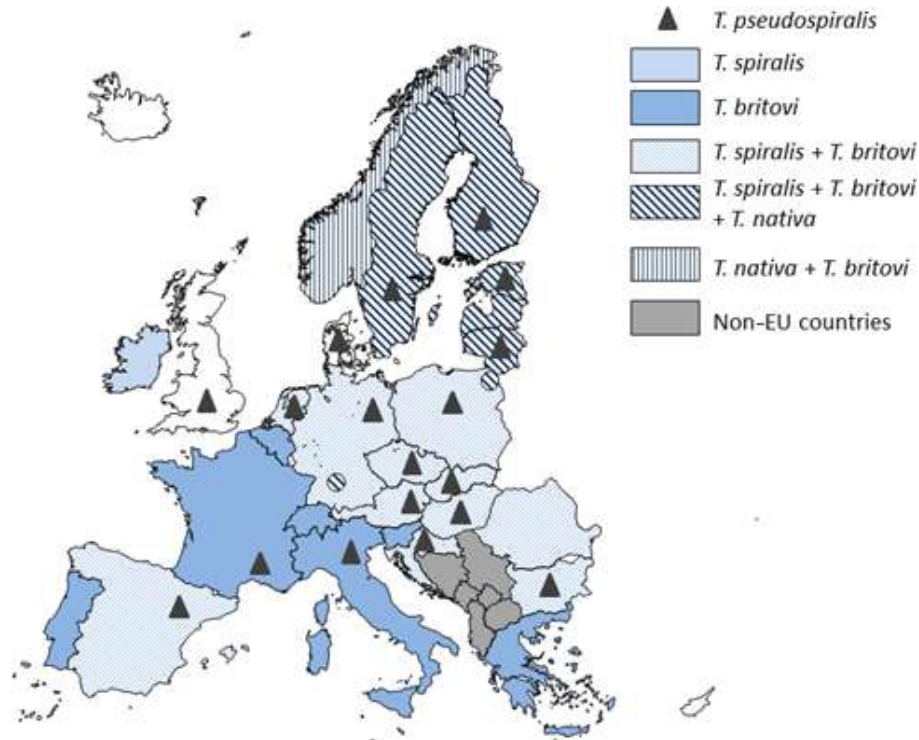 T. pseudospiralis
T. spiralis
T. britovi
T. spiralis + T. britovi
T. spiralis + T. britovi
+ T. nativa
T. nativa + T. britovi
Non-EU countries